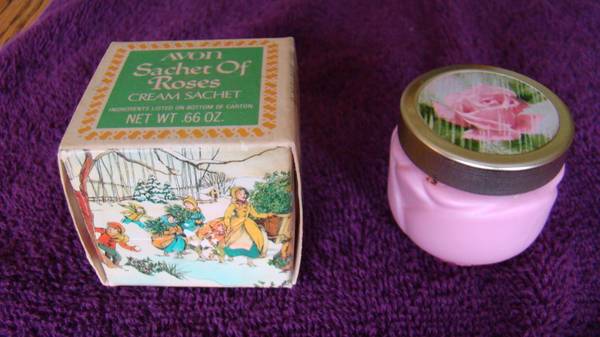 AVON
Sachet Of
Roses
CREAM SACHET
INGREDIENTS LISTED ON BOTTOM OF CARTON
NET WT .66 OZ.